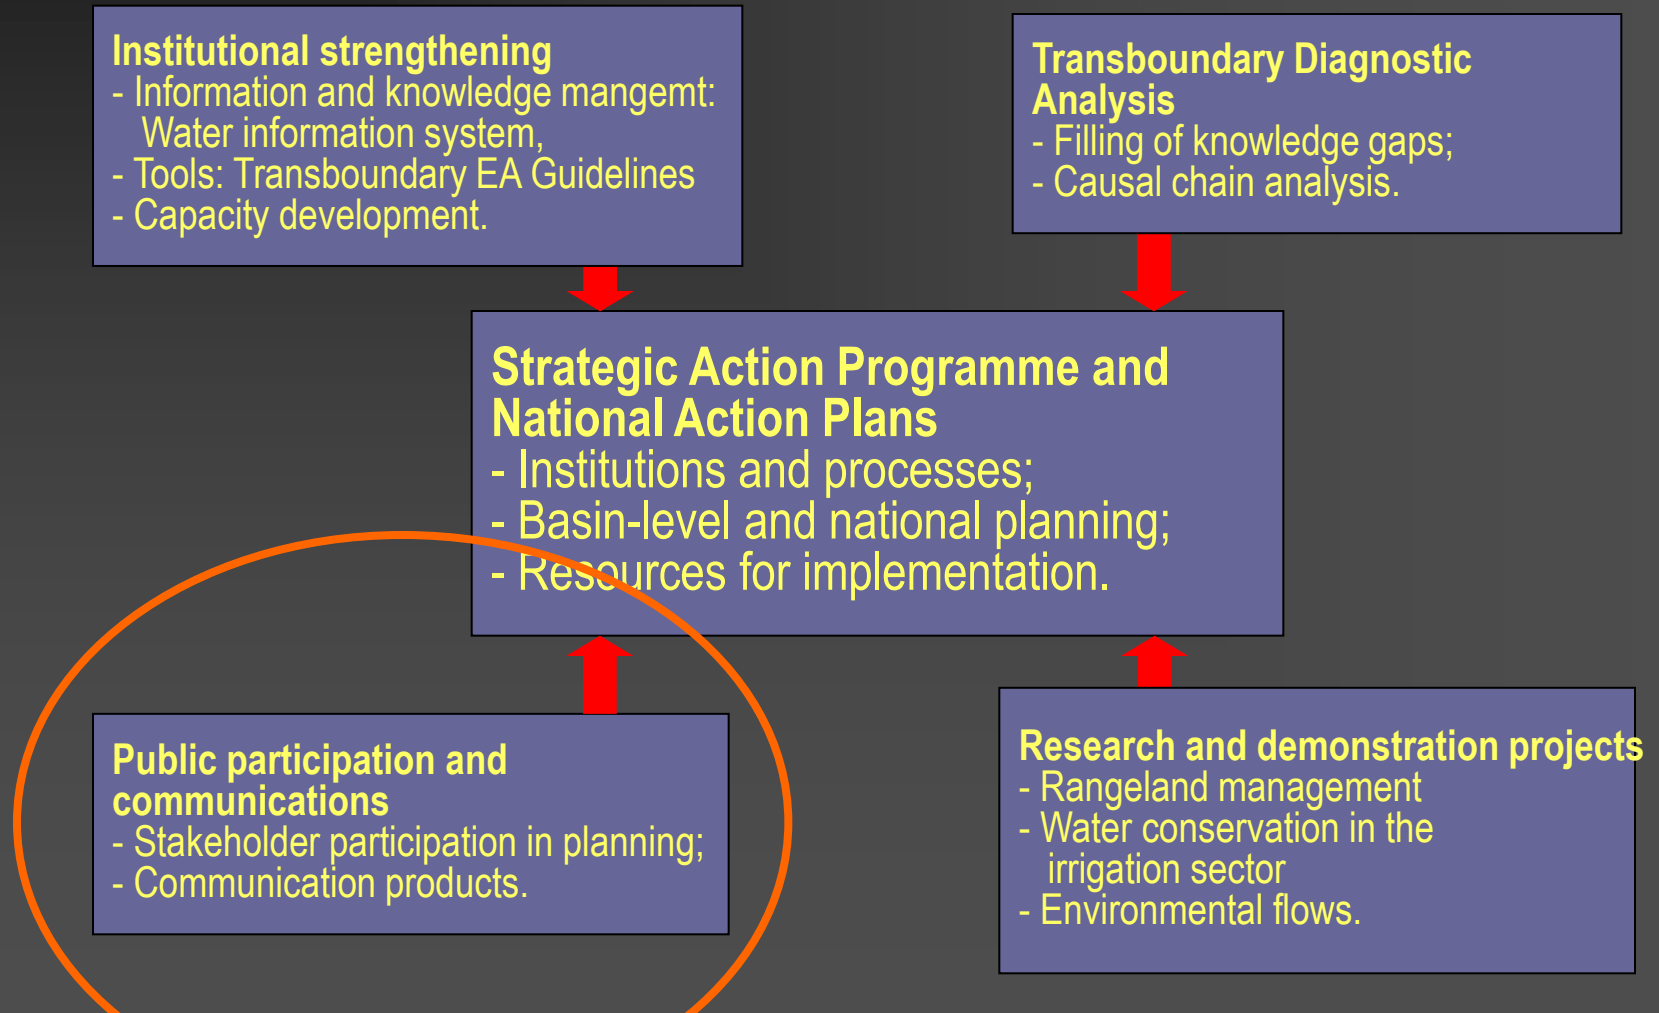 Institutional strengthening
- Information and knowledge mangemt:
Water information system,
- Tools: Transboundary EA Guidelines
- Capacity development.
Transboundary Diagnostic
Analysis
- Filling of knowledge gaps;
- Causal chain analysis.
Strategic Action Programme and
National Action Plans
- Institutions and processes;
- Basin-level and national planning;
- Resources for implementation.
Public participation and
communications
- Stakeholder participation in planning;
- Communication products.
Research and demonstration projects
- Rangeland management
- Water conservation in the
irrigation sector
- Environmental flows.